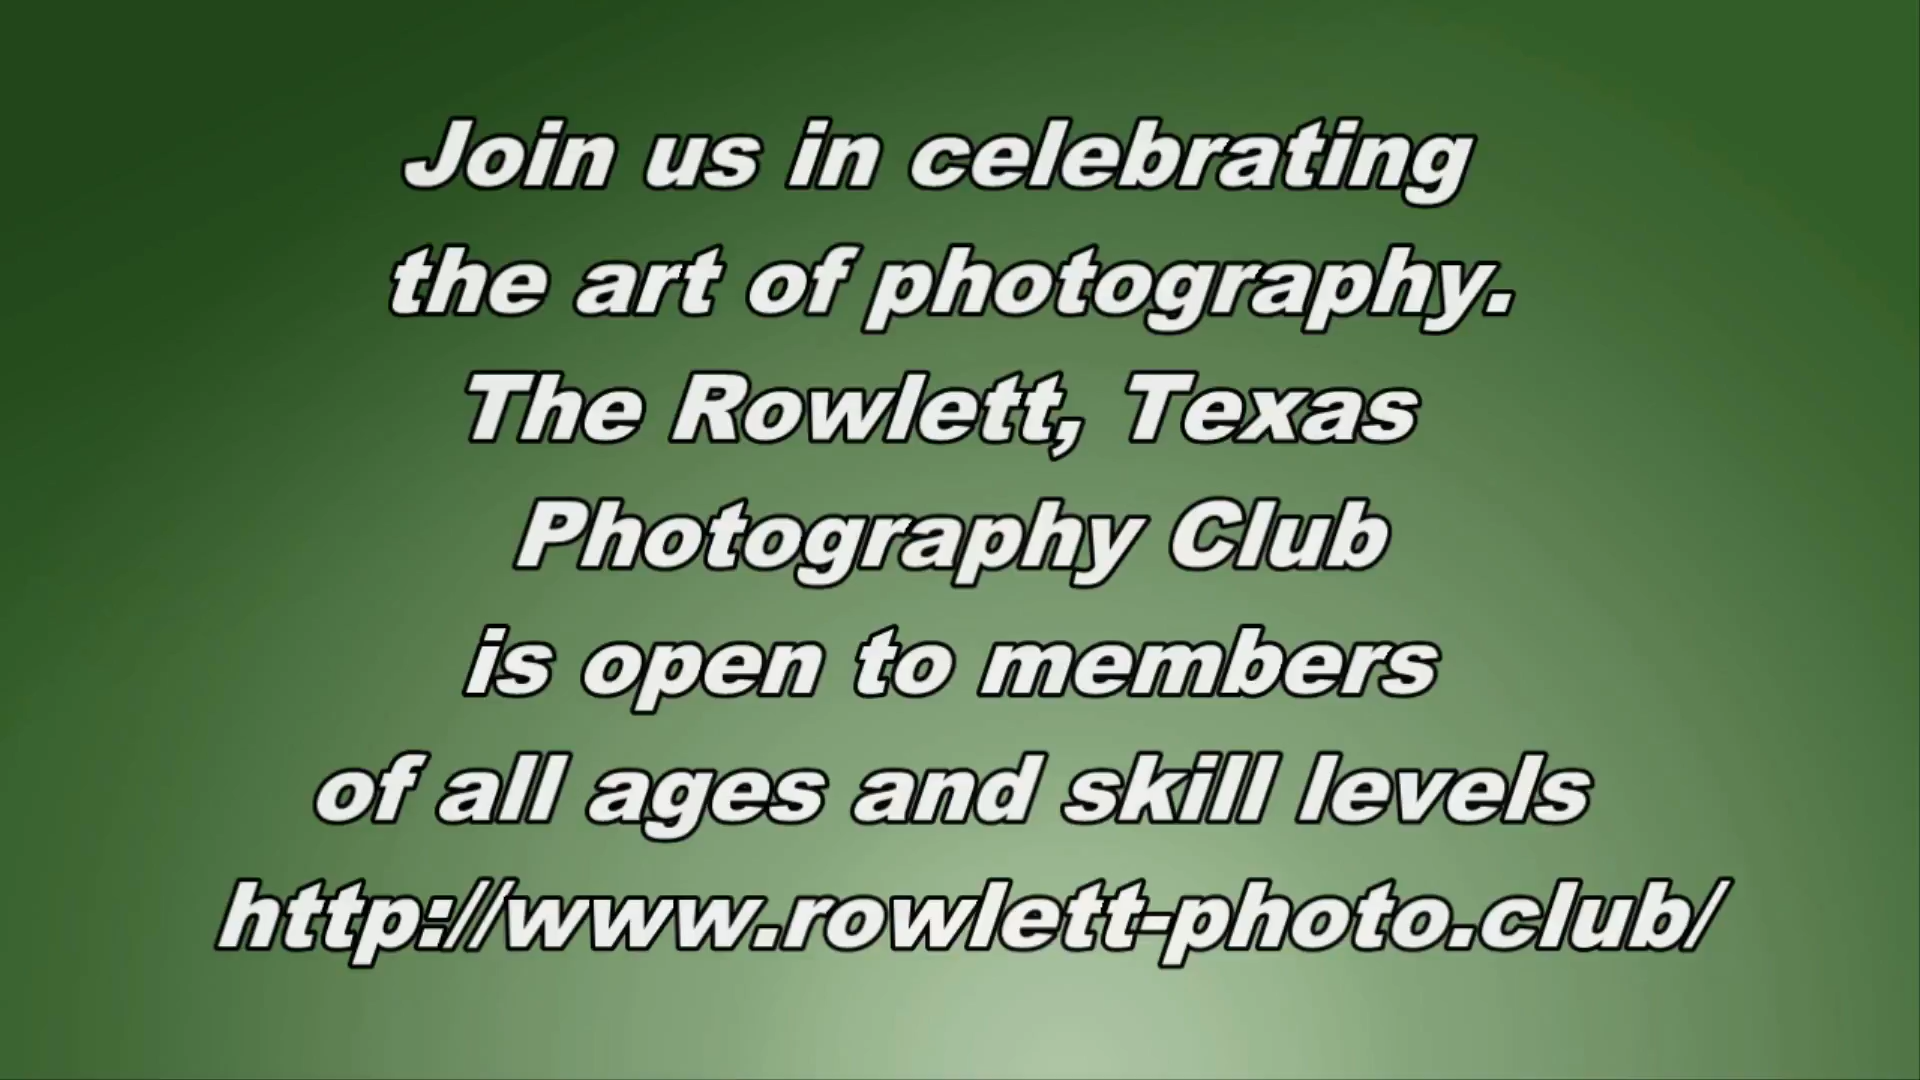 Join us in celebrating
the art of photography.
The Rowlett, Texas
Photography Club
is open to members
of all ages and skill levels
http://www.rowlett-photo.club/